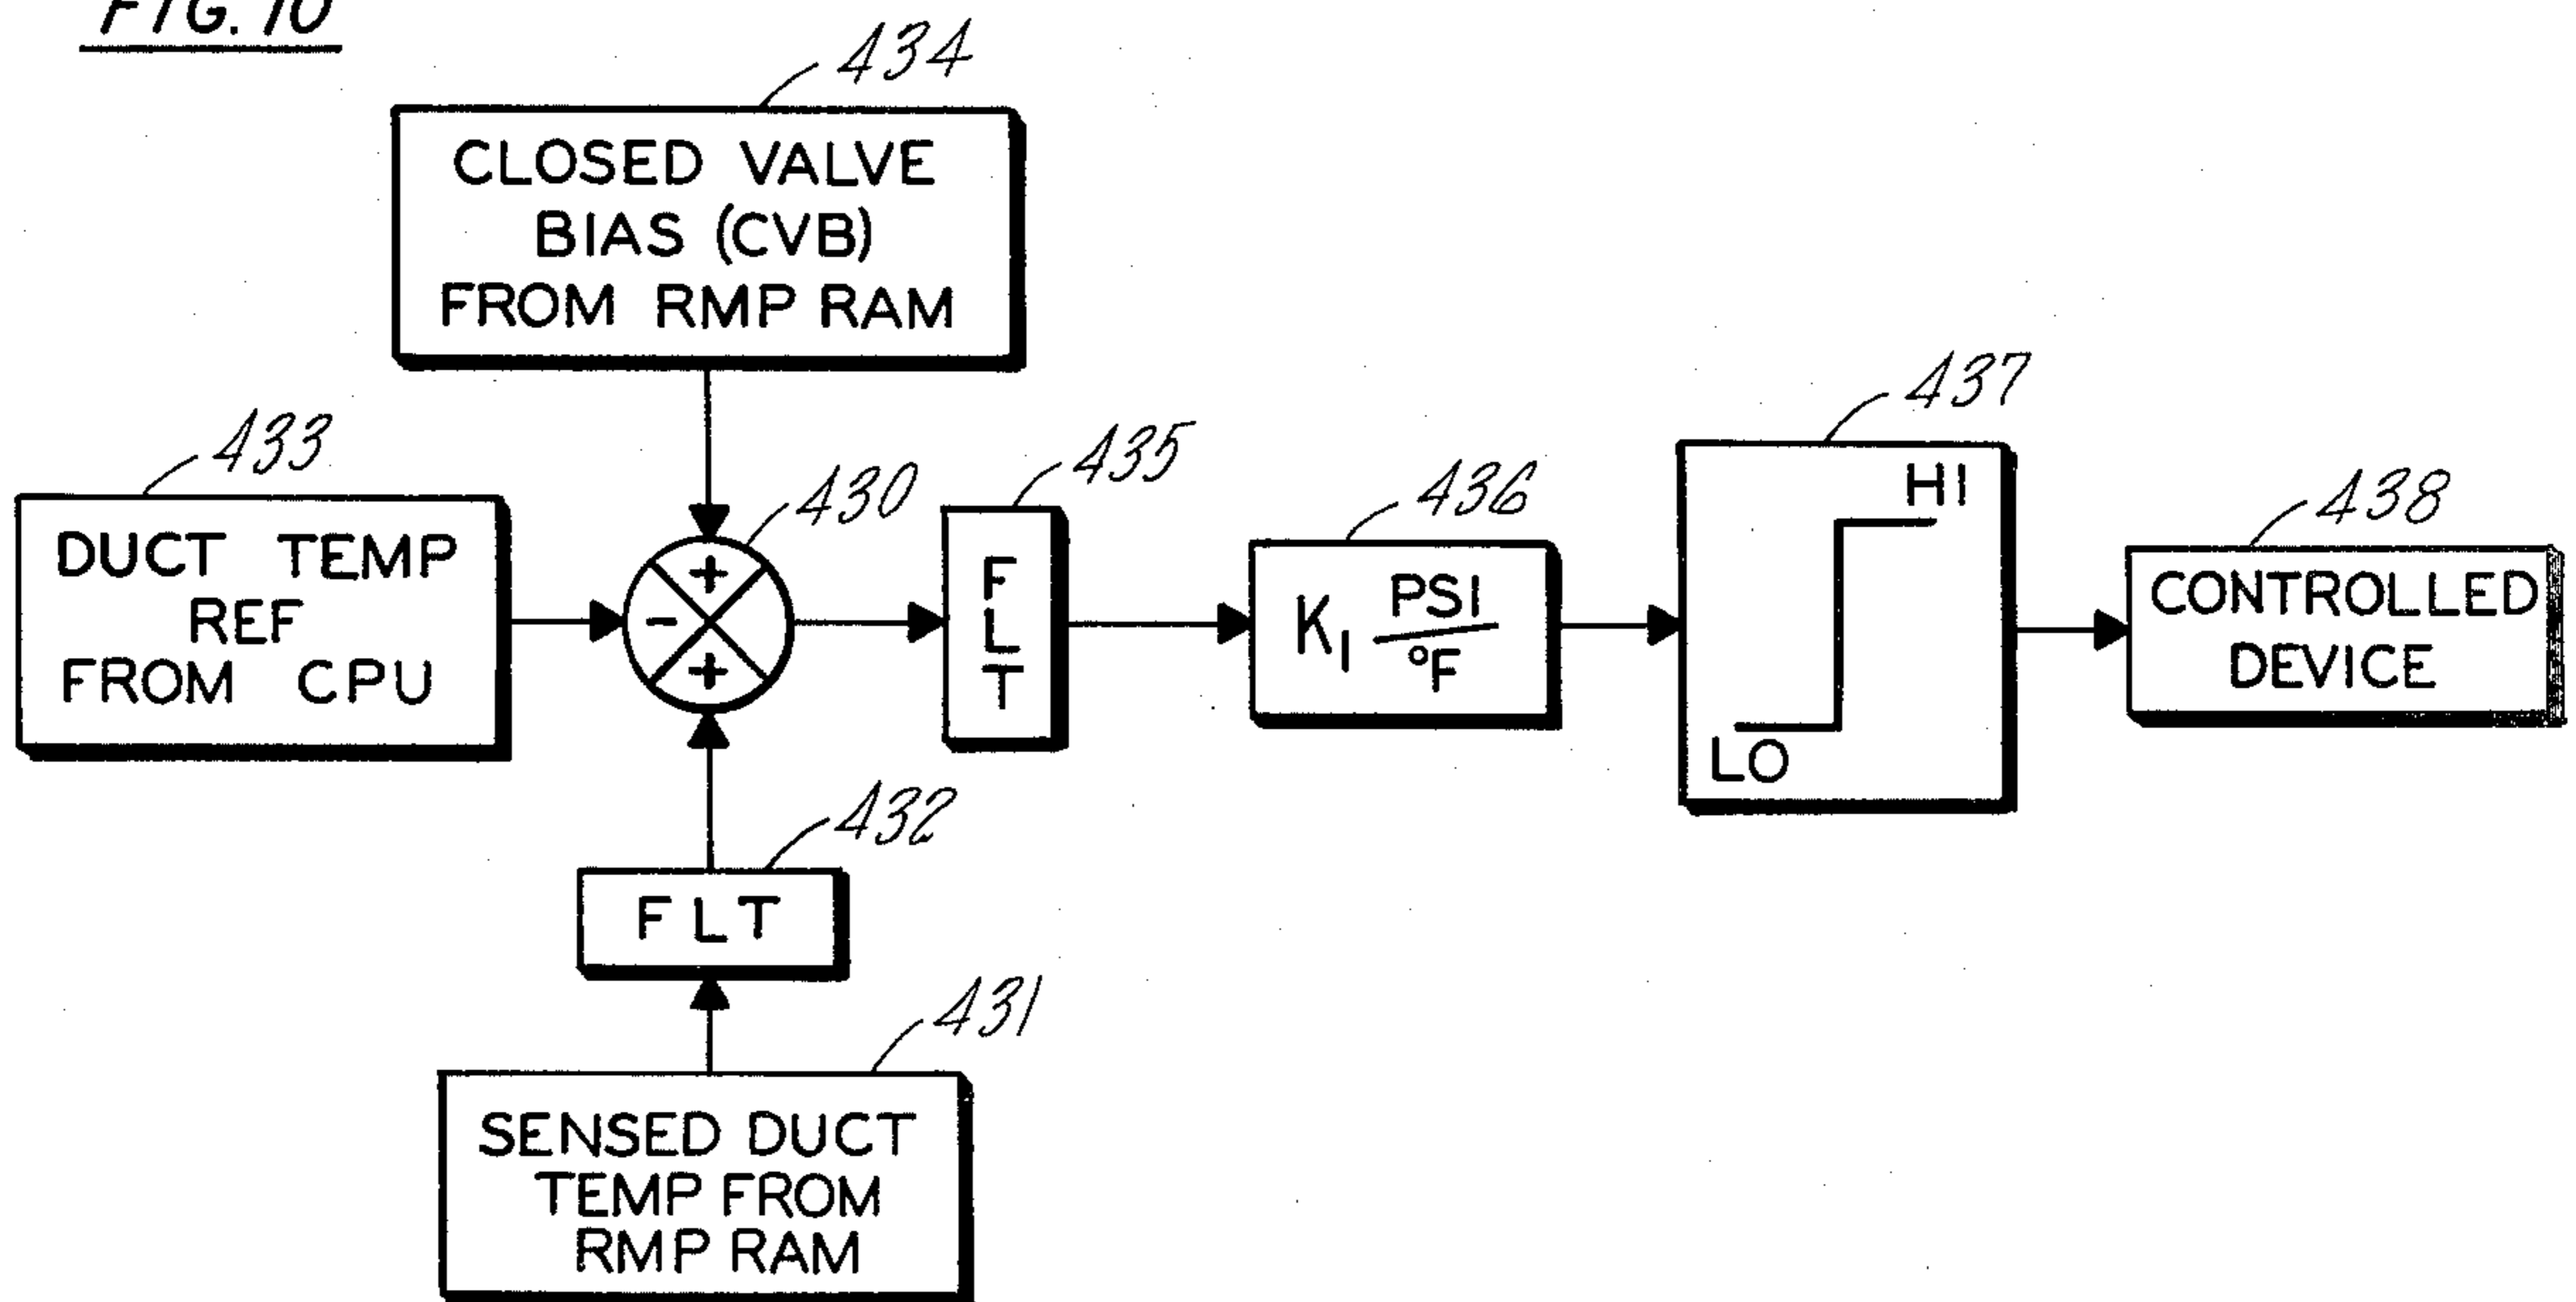 FIG. 10
434
CLOSED VALVE
BIAS (CVB)
FROM RMP RAM
433
DUCT TEMP
REF
FROM CPU
430
+
-
+
435
FLT
436
K1 PSI/°F
437
HI
LO
438
CONTROLLED
DEVICE
432
FLT
431
SENSED DUCT
TEMP FROM
RMP RAM